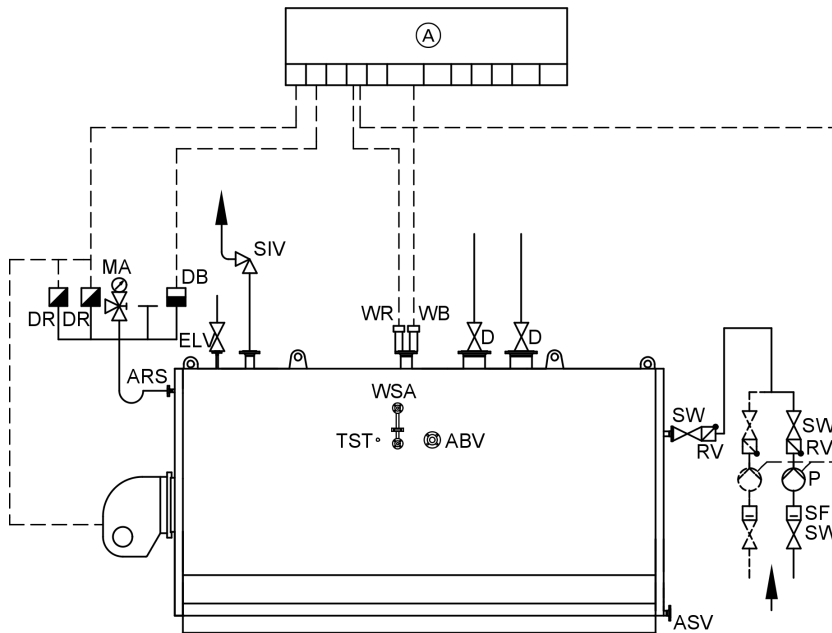 A
MA
SIV
DB
DR DR
WR WB
ELV
D D
ARS
WSA
SW
SW
TST ABV
RV
RV
P
SF
SW
ASV